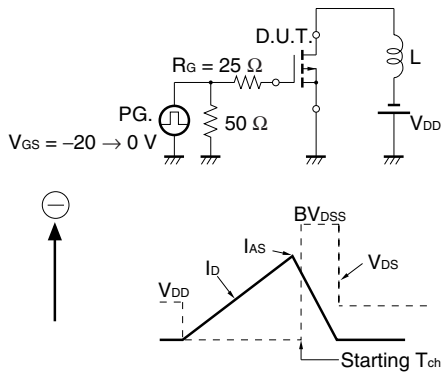 D.U.T.
RG = 25 Ω
L
PG.
50 Ω
VDD
VGS = −20 → 0 V
−
BVDSS
IAS
VDD
ID
VDS
Starting Tch